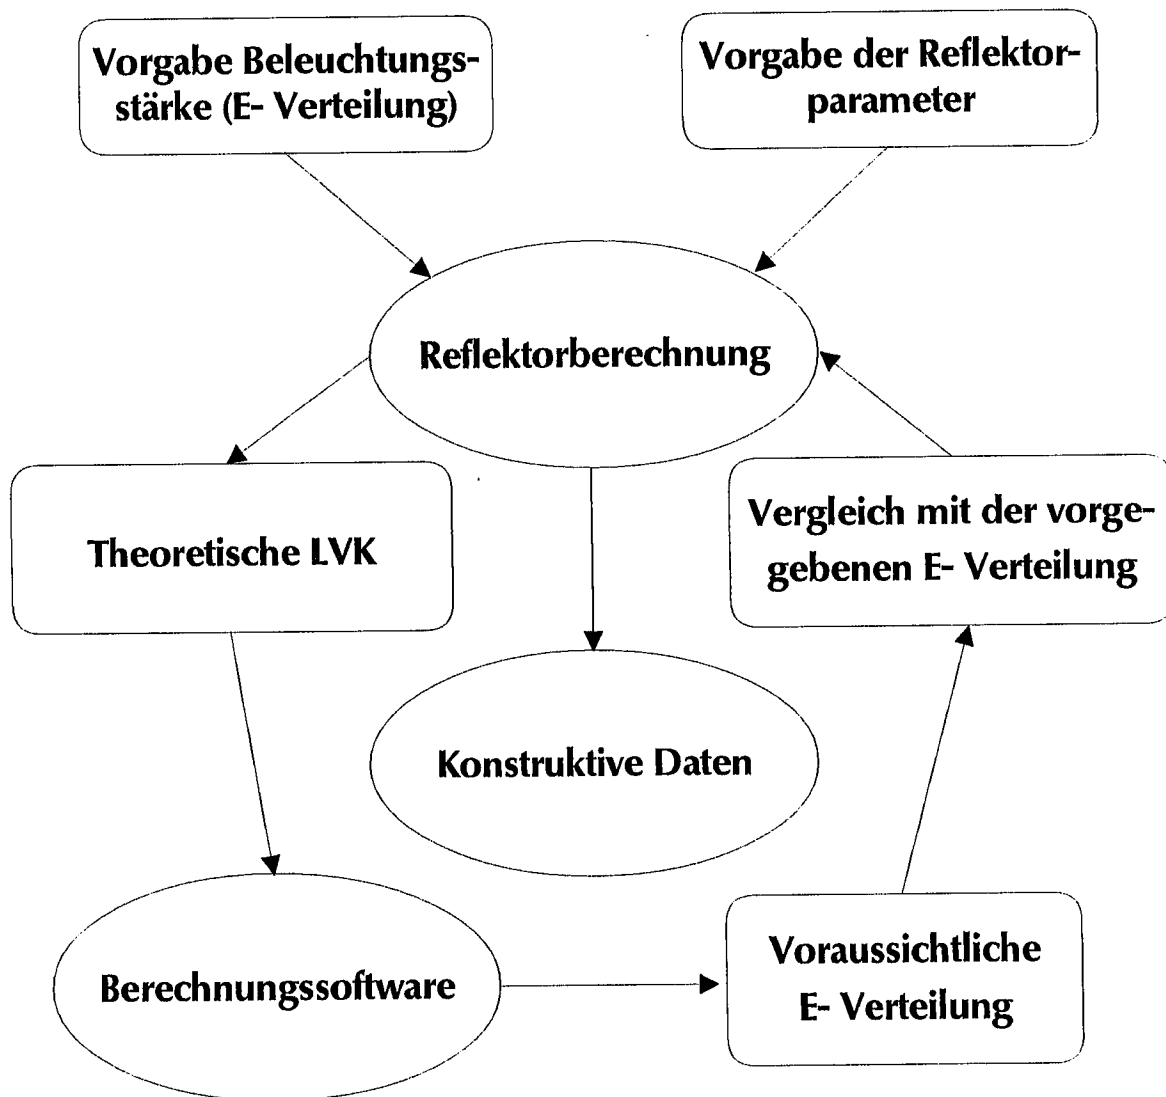 Vorgabe Beleuchtungs-
stärke (E- Verteilung)
Vorgabe der Reflektor-
parameter
Reflektorberechnung
Theoretische LVK
Vergleich mit der vorge-
gebenen E- Verteilung
Konstruktive Daten
Berechnungssoftware
Voraussichtliche
E- Verteilung